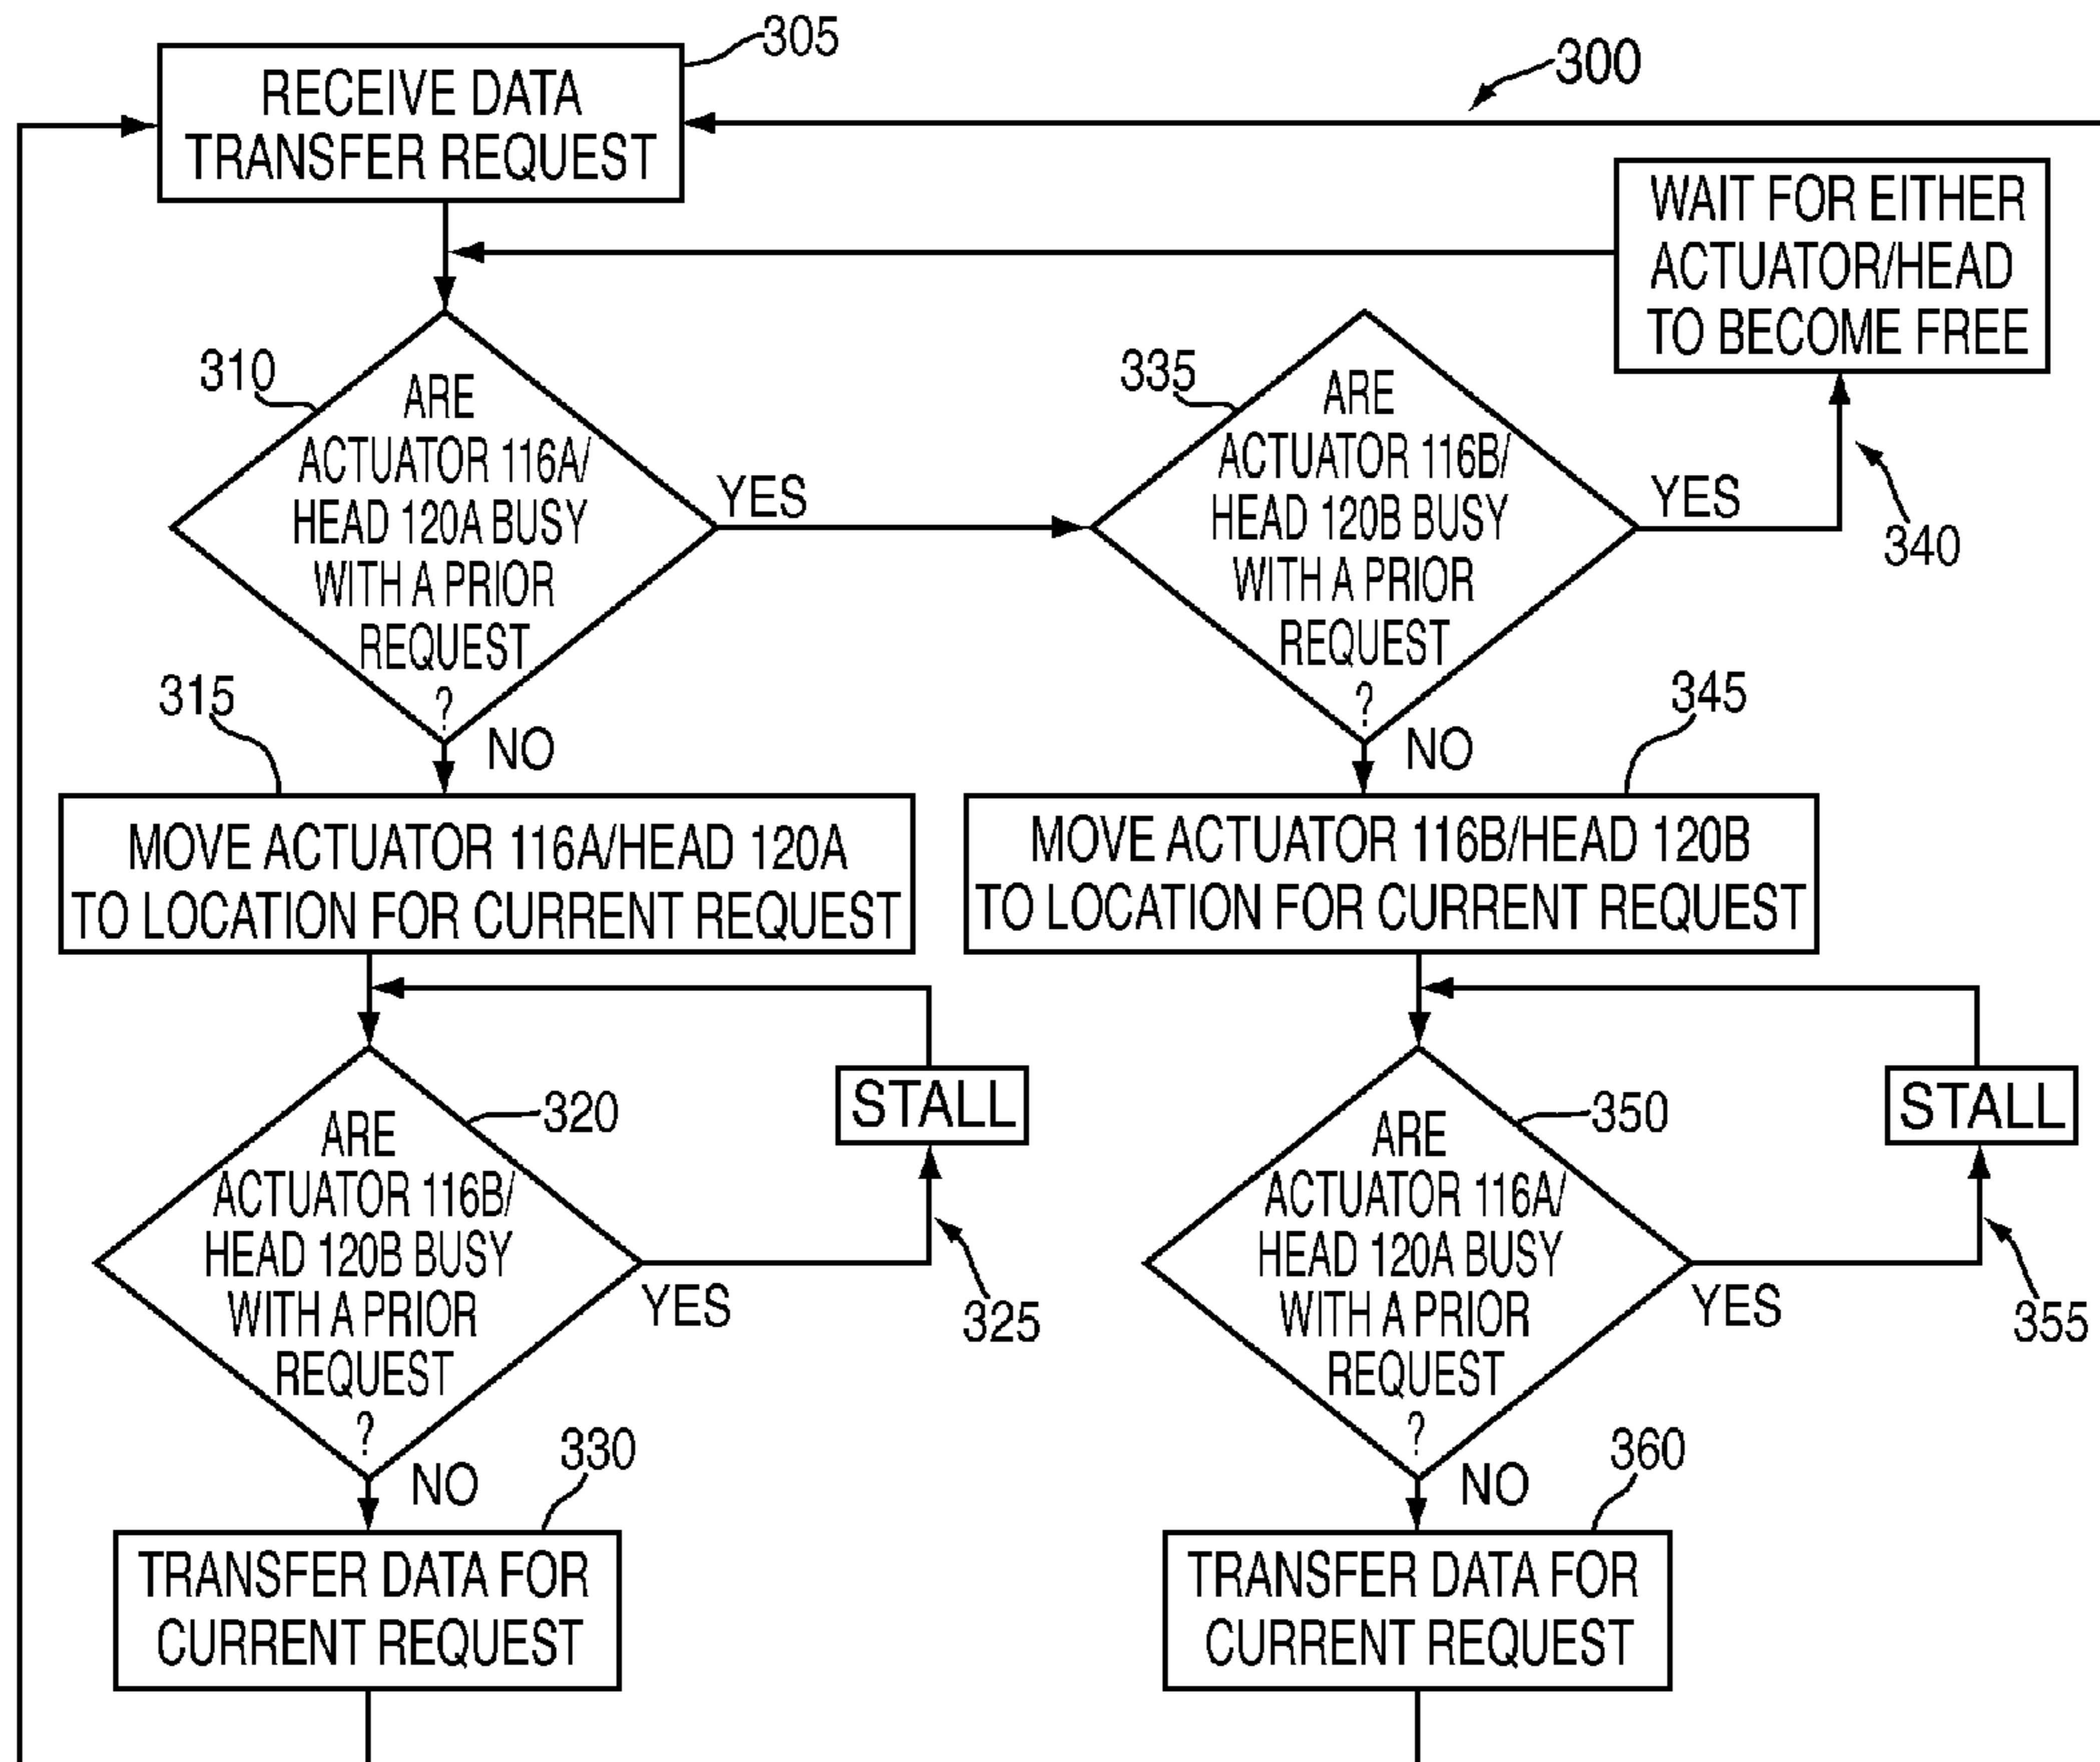 305
RECEIVE DATA
TRANSFER REQUEST
300
WAIT FOR EITHER
ACTUATOR/HEAD
TO BECOME FREE
310
ARE
ACTUATOR 116A/
HEAD 120A BUSY
WITH A PRIOR
REQUEST
?
YES
NO
335
ARE
ACTUATOR 116B/
HEAD 120B BUSY
WITH A PRIOR
REQUEST
?
YES
NO
340
315
MOVE ACTUATOR 116A/HEAD 120A
TO LOCATION FOR CURRENT REQUEST
345
MOVE ACTUATOR 116B/HEAD 120B
TO LOCATION FOR CURRENT REQUEST
320
ARE
ACTUATOR 116B/
HEAD 120B BUSY
WITH A PRIOR
REQUEST
?
YES
NO
STALL
325
350
ARE
ACTUATOR 116A/
HEAD 120A BUSY
WITH A PRIOR
REQUEST
?
YES
NO
STALL
355
330
TRANSFER DATA FOR
CURRENT REQUEST
360
TRANSFER DATA FOR
CURRENT REQUEST